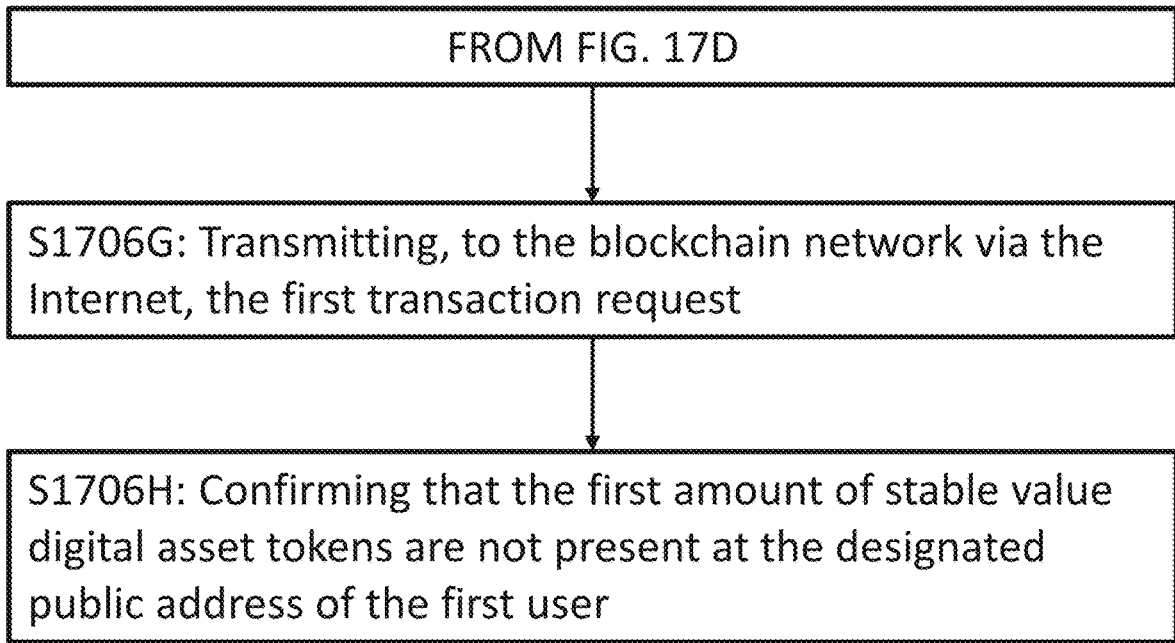 FROM FIG. 17D
S1706G: Transmitting, to the blockchain network via the
Internet, the first transaction request
S1706H: Confirming that the first amount of stable value
digital asset tokens are not present at the designated
public address of the first user